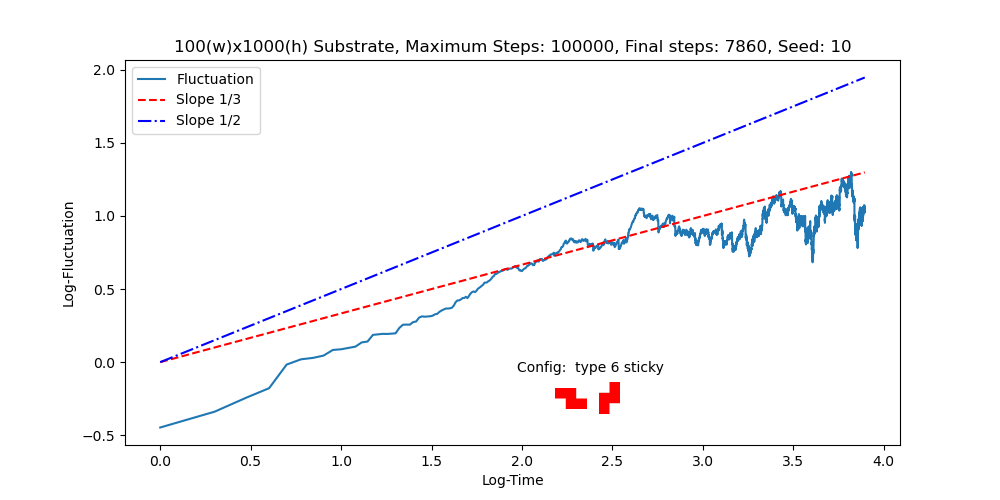 100(w)x1000(h) Substrate, Maximum Steps: 100000, Final steps: 7860, Seed: 10
Fluctuation
Slope 1/3
Slope 1/2
2.0
1.5
1.0
0.5
0.0
−0.5
Log-Fluctuation
Config:  type 6 sticky
0.0 0.5 1.0 1.5 2.0 2.5 3.0 3.5 4.0
Log-Time